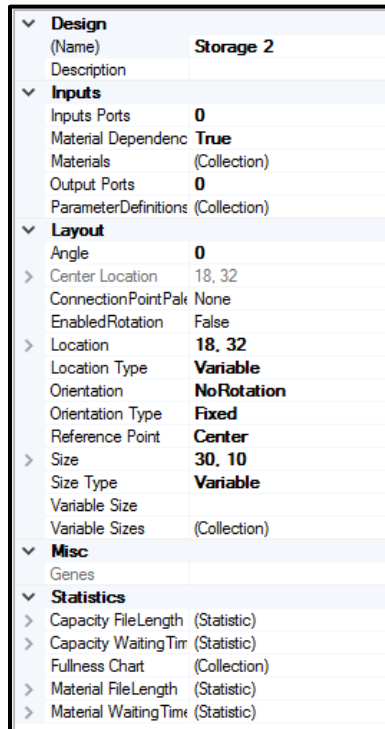 Design
(Name) Storage 2
Description
Inputs
Inputs Ports 0
Material Dependenc True
Materials (Collection)
Output Ports 0
ParameterDefinitions (Collection)
Layout
Angle 0
Center Location 18, 32
ConnectionPointPale None
EnabledRotation False
Location 18, 32
Location Type Variable
Orientation NoRotation
Orientation Type Fixed
Reference Point Center
Size 30, 10
Size Type Variable
Variable Size
Variable Sizes (Collection)
Misc
Genes
Statistics
Capacity FileLength (Statistic)
Capacity WaitingTim (Statistic)
Fullness Chart (Collection)
Material FileLength (Statistic)
Material WaitingTime (Statistic)